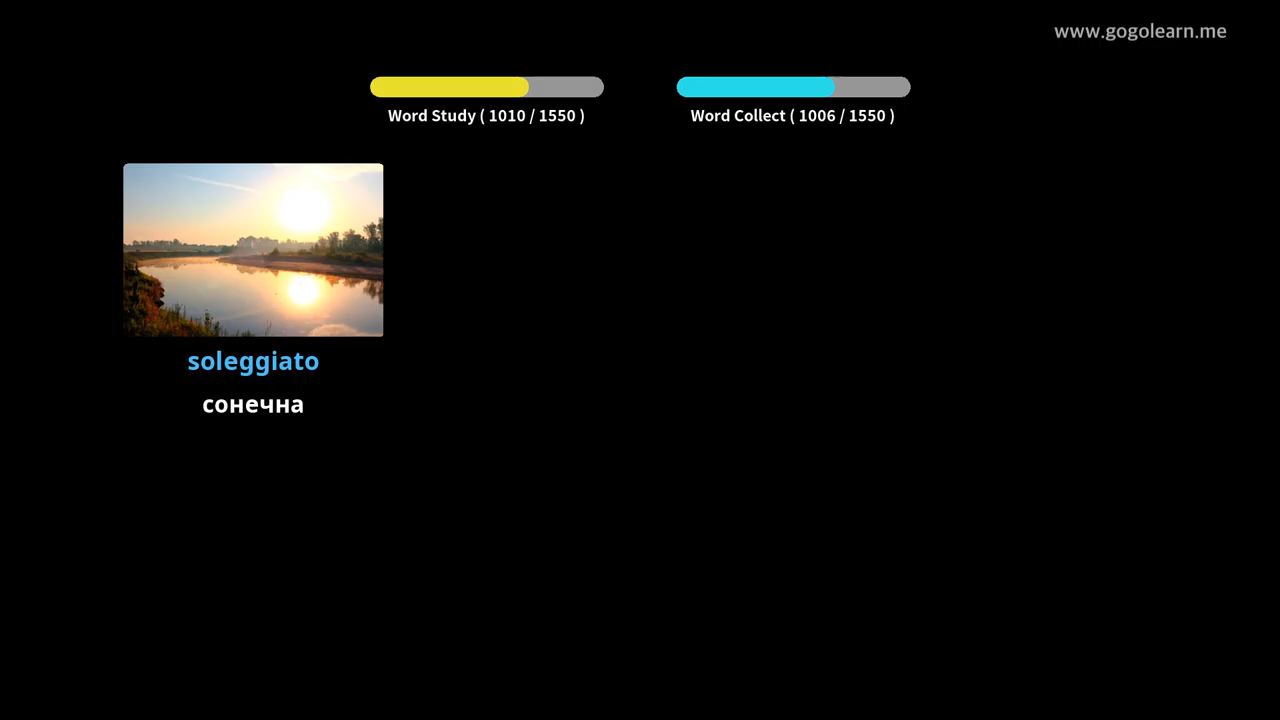 www.gogolearn.me
Word Study ( 1010 / 1550 )
Word Collect ( 1006 / 1550 )
soleggiato
сонечна